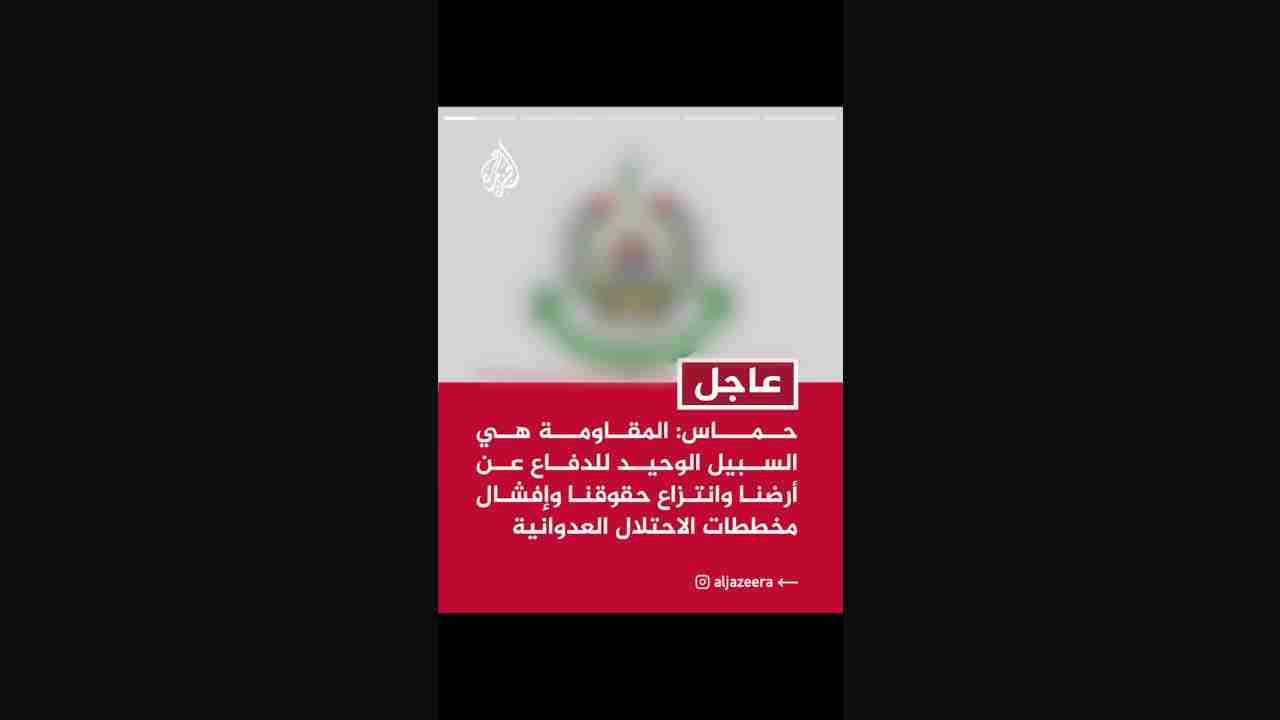 عاجل
حماس: المقاومة هي
السبيل الوحيد للدفاع عن
أرضنا وانتزاع حقوقنا وإفشال
مخططات الاحتلال العدوانية
aljazeera